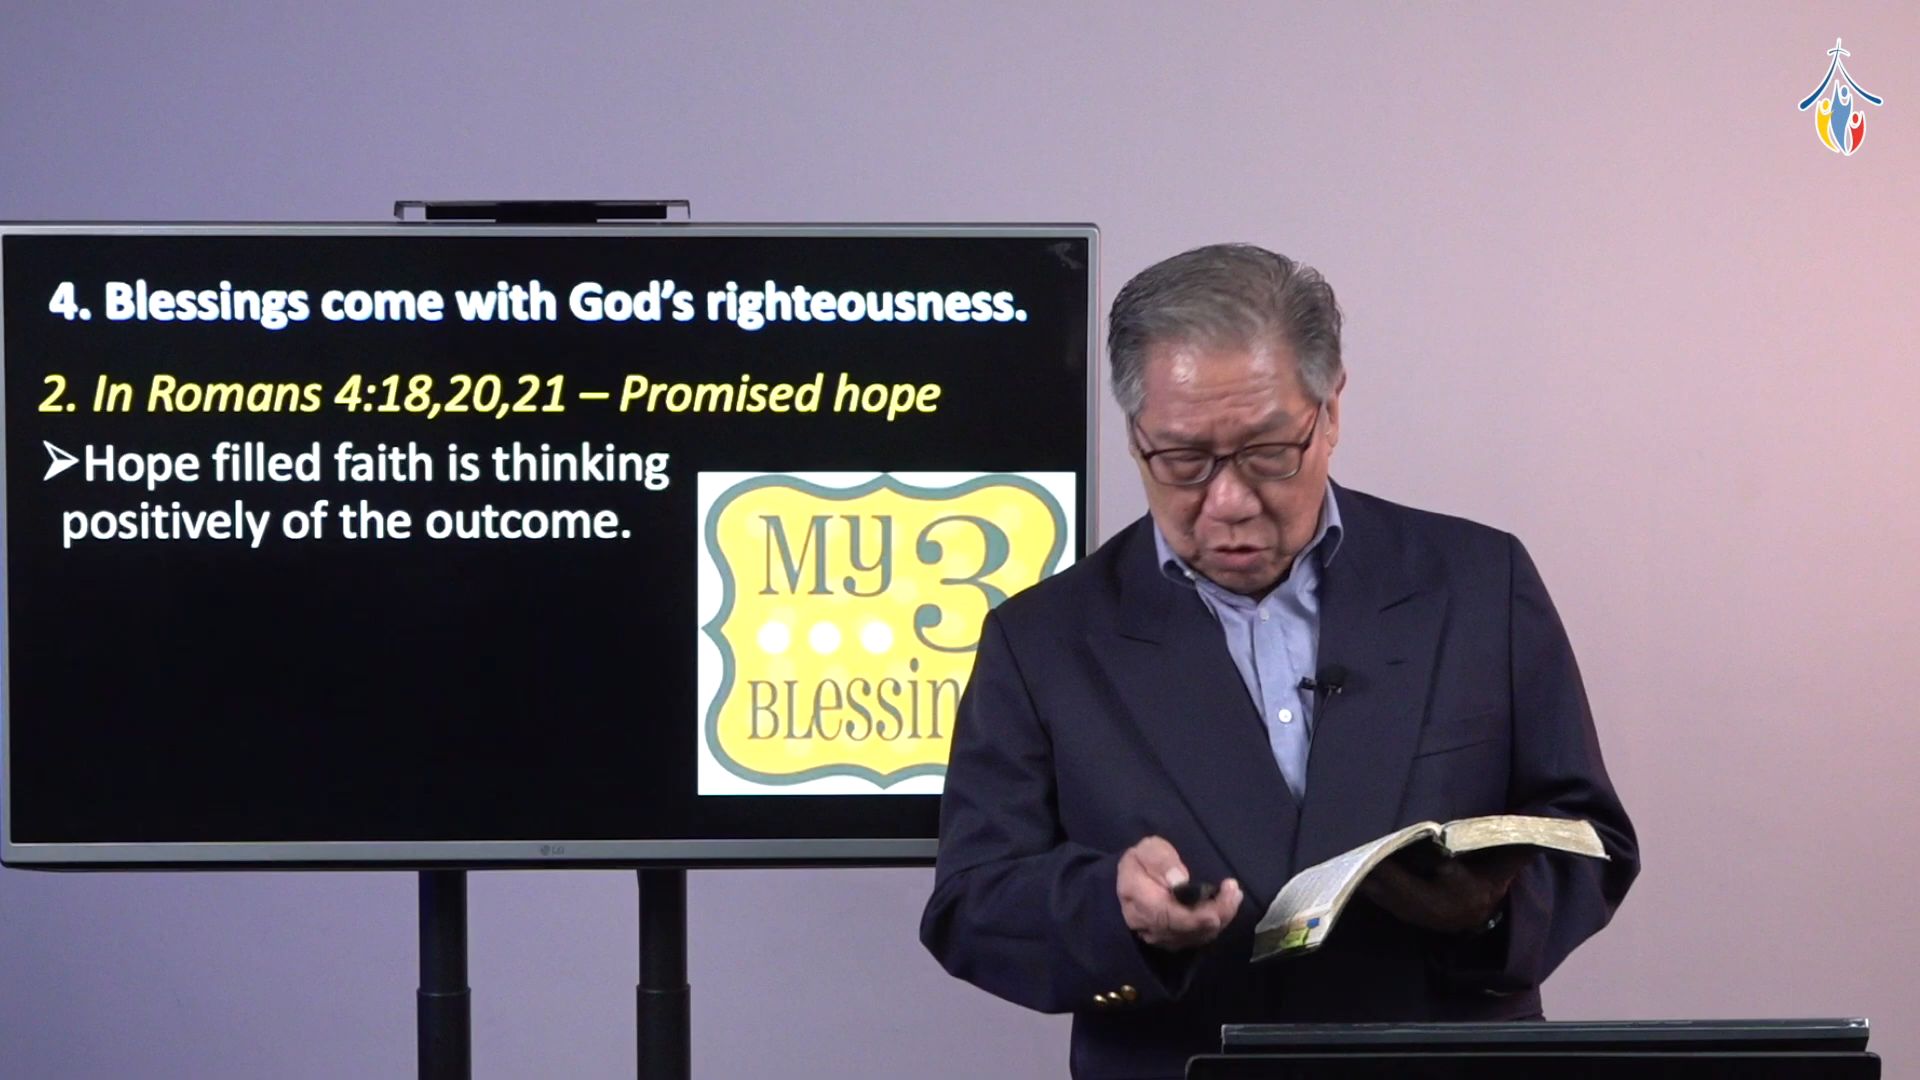 4. Blessings come with God's righteousness.
2. In Romans 4:18,20,21 – Promised hope
➢Hope filled faith is thinking
positively of the outcome.
My 3
BLessin
LG